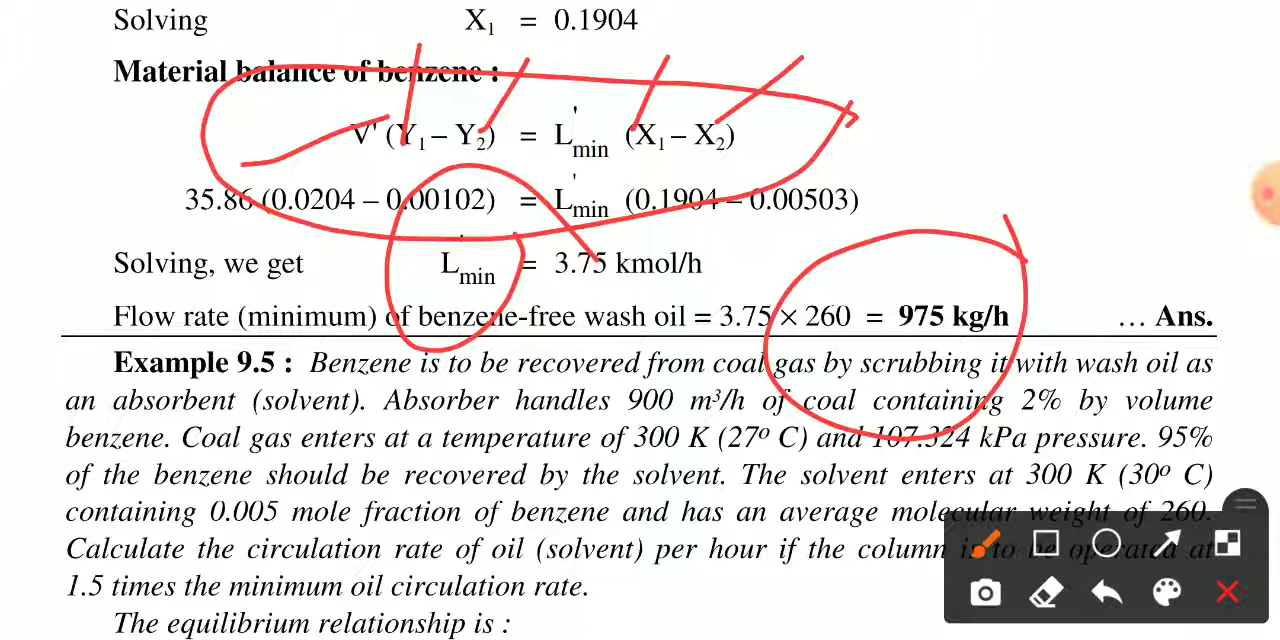 Solving X₁ = 0.1904
Material balance of benzene :
V' (Y₁ – Y₂) = L'min (X₁ – X₂)
35.86 (0.0204 – 0.00102) = L'min (0.1904 – 0.00503)
Solving, we get L'min = 3.75 kmol/h
Flow rate (minimum) of benzene-free wash oil = 3.75 × 260 = 975 kg/h ... Ans.
Example 9.5 : Benzene is to be recovered from coal gas by scrubbing it with wash oil as
an absorbent (solvent). Absorber handles 900 m³/h of coal containing 2% by volume
benzene. Coal gas enters at a temperature of 300 K (27º C) and 107.324 kPa pressure. 95%
of the benzene should be recovered by the solvent. The solvent enters at 300 K (30º C)
containing 0.005 mole fraction of benzene and has an average molecular weight of 260.
Calculate the circulation rate of oil (solvent) per hour if the column is to be operated at
1.5 times the minimum oil circulation rate.
The equilibrium relationship is :